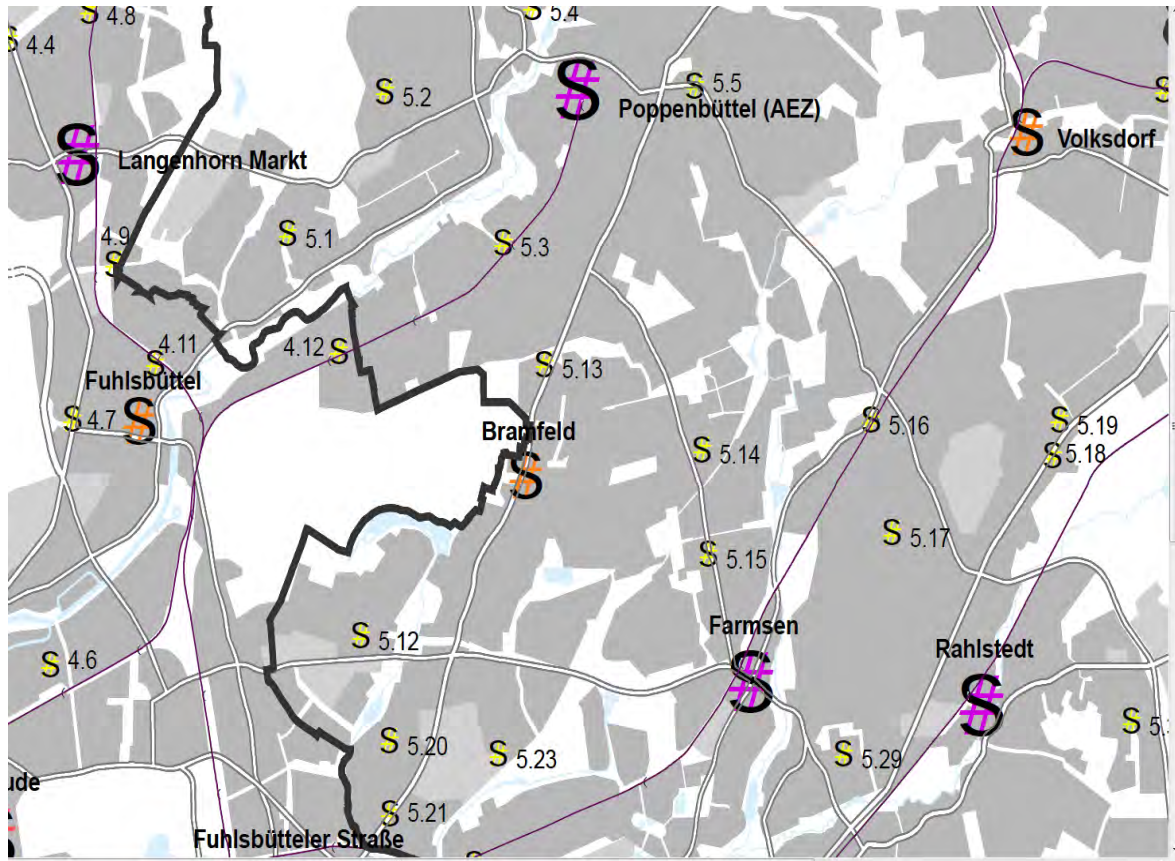 4.8
5.4
4.4
5.2
5.5
Poppenbüttel (AEZ)
Volksdorf
Langenhorn Markt
4.9
5.1
5.3
4.11
4.12
5.13
Fuhlsbüttel
4.7
Bramfeld
5.14
5.16
5.19
5.18
5.17
5.15
Farmsen
5.12
4.6
Rahlstedt
5.20
5.23
5.29
5.
ude
5.21
Fuhlsbütteler Straße